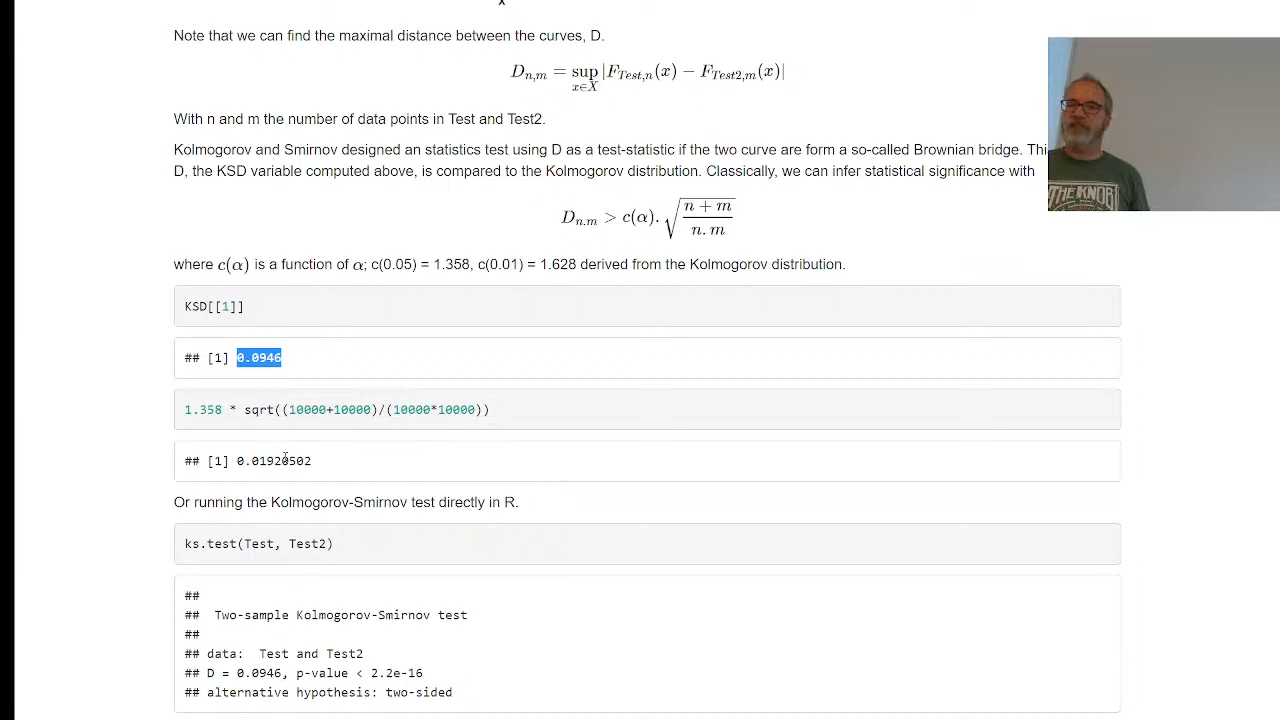 x
Note that we can find the maximal distance between the curves, D.
D_{n,m} = sup_{x∈X} |F_{Test,n}(x) − F_{Test2,m}(x)|
With n and m the number of data points in Test and Test2.
Kolmogorov and Smirnov designed an statistics test using D as a test-statistic if the two curve are form a so-called Brownian bridge. Thi
D, the KSD variable computed above, is compared to the Kolmogorov distribution. Classically, we can infer statistical significance with
D_{n.m} > c(α).√((n + m)/(n. m))
where c(α) is a function of α; c(0.05) = 1.358, c(0.01) = 1.628 derived from the Kolmogorov distribution.
KSD[[1]]
## [1] 0.0946
1.358 * sqrt((10000+10000)/(10000*10000))
## [1] 0.01920502
Or running the Kolmogorov-Smirnov test directly in R.
ks.test(Test, Test2)
##
## Two-sample Kolmogorov-Smirnov test
##
## data: Test and Test2
## D = 0.0946, p-value < 2.2e-16
## alternative hypothesis: two-sided
THE KNOB